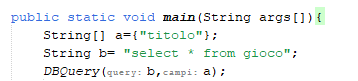 public static void main(String args[]){
String[] a={"titolo"};
String b= "select * from gioco";
DBQuery(query: b,campi: a);